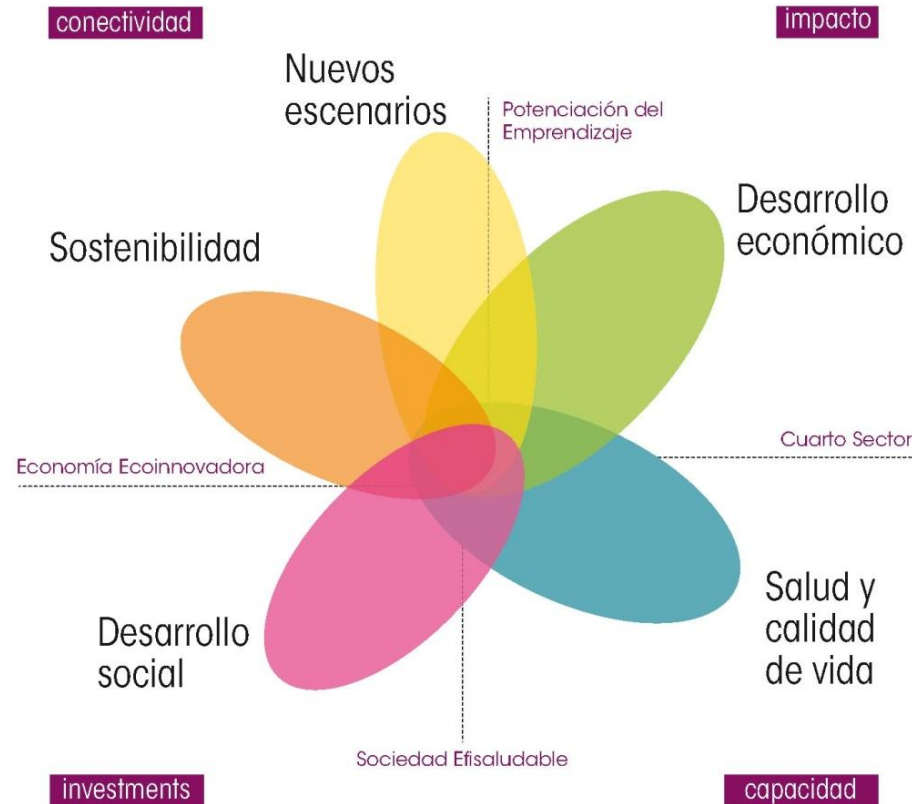 conectividad
impacto
Nuevos
escenarios
Potenciación del
Emprendizaje
Desarrollo
económico
Sostenibilidad
Cuarto Sector
Economía Ecoinnovadora
Salud y
calidad
de vida
Desarrollo
social
Sociedad Efisaludable
investments
capacidad